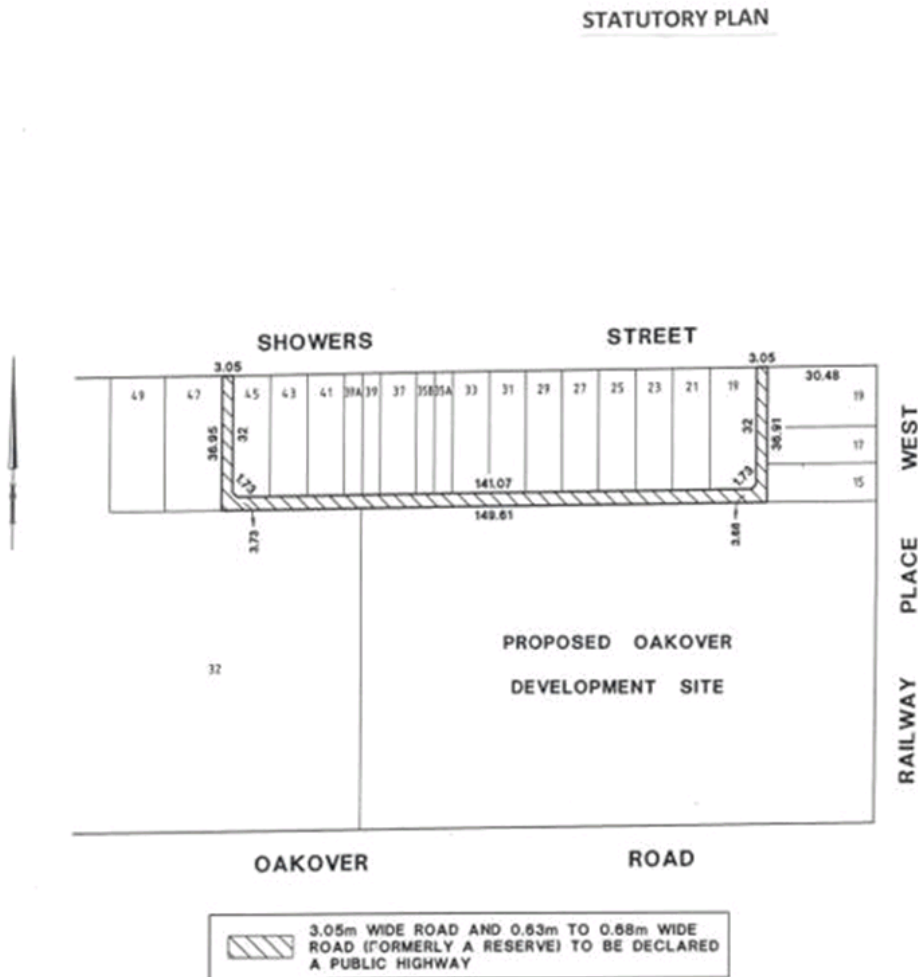 STATUTORY PLAN
SHOWERS STREET
3.05 3.05
30.48
49 47 45 43 41 39A 39 37 35B 35A 33 31 29 27 25 23 21 19 19
36.95 32 32 36.91 17
1.73 141.07 1.73 15
149.61
3.73 3.68
WEST
PLACE
RAILWAY
PROPOSED OAKOVER
DEVELOPMENT SITE
32
OAKOVER ROAD
3.05m WIDE ROAD AND 0.63m TO 0.68m WIDE
ROAD (FORMERLY A RESERVE) TO BE DECLARED
A PUBLIC HIGHWAY